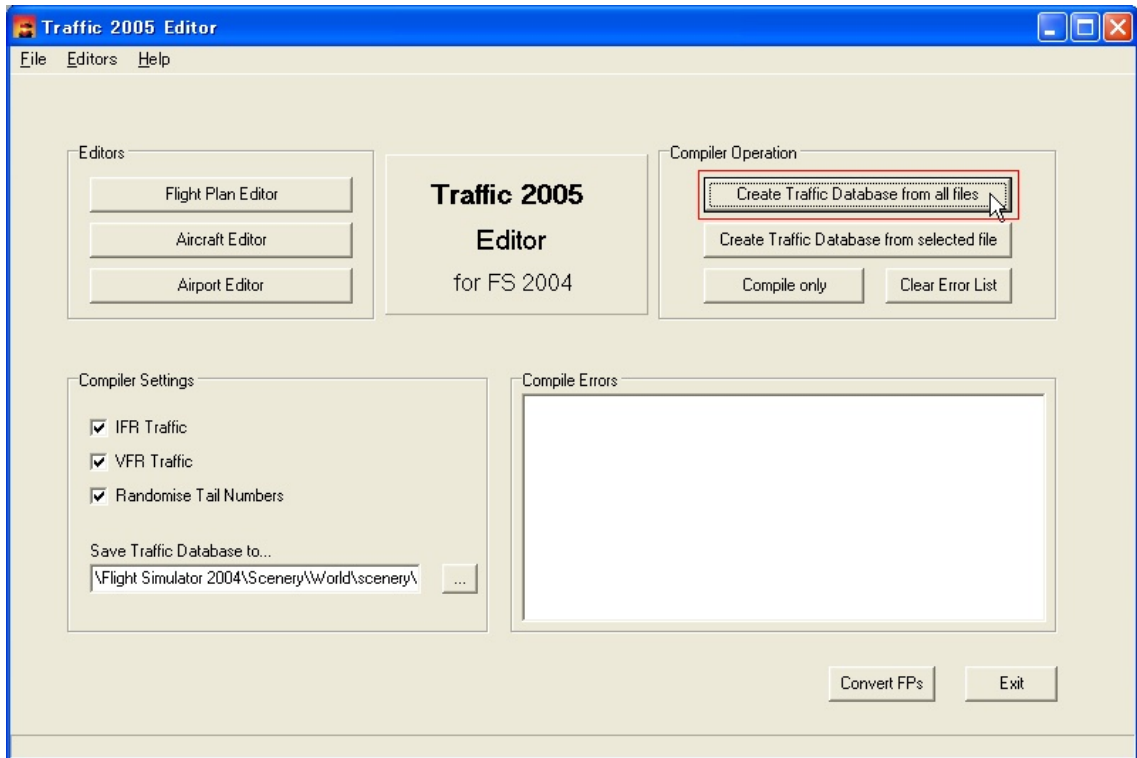 Traffic 2005 Editor
File Editors Help
Editors
Flight Plan Editor
Aircraft Editor
Airport Editor
Traffic 2005
Editor
for FS 2004
Compiler Operation
Create Traffic Database from all files
Create Traffic Database from selected file
Compile only Clear Error List
Compiler Settings
IFR Traffic
VFR Traffic
Randomise Tail Numbers
Save Traffic Database to...
\Flight Simulator 2004\Scenery\World\scenery\
...
Compile Errors
Convert FPs Exit